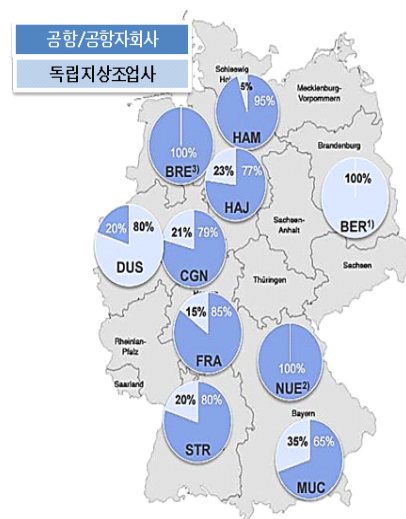 공항/공항자회사
독립지상조업사
Schleswig
Mecklenburg-
Vorpommern
5%
95%
HAM
100%
BRE3)
Brandenburg
23%
77%
HAJ
100%
BER1)
Sachsen-
Anhalt
20%
80%
DUS
21%
79%
CGN
Sachsen
Thüringen
15%
85%
FRA
Rheinlan-
Pfalz
Saarland
100%
NUE2)
20%
80%
STR
Bayern
35%
65%
MUC